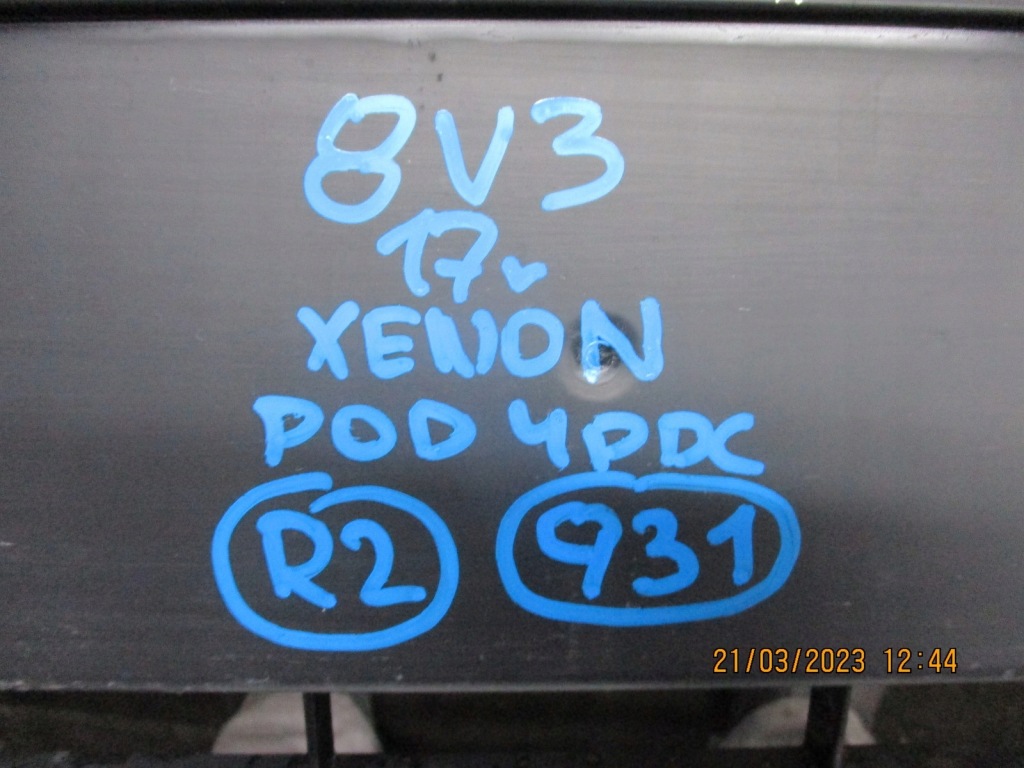 8V3
17r
XENON
POD 4PDC
R2 931
21/03/2023 12:44